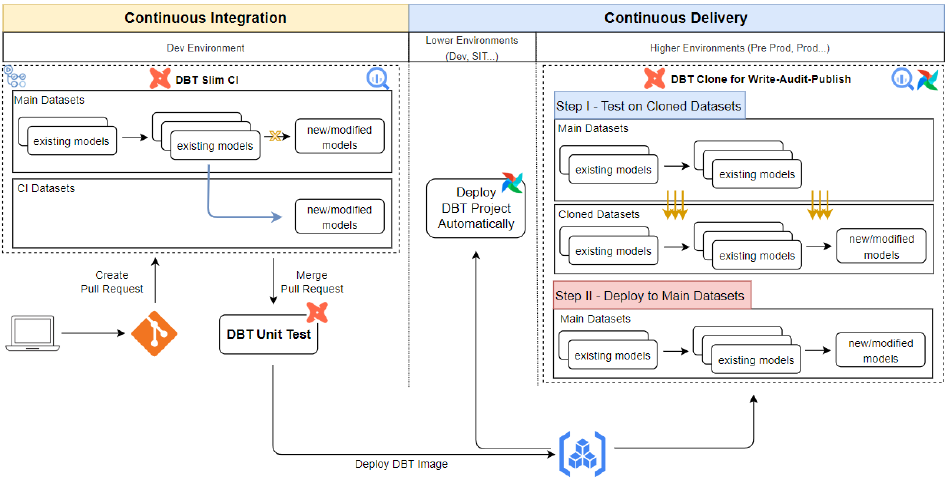 Continuous Integration
Continuous Delivery
Dev Environment
Lower Environments
(Dev, SIT...)
Higher Environments (Pre Prod, Prod...)
DBT Slim CI
Main Datasets
existing models
existing models
new/modified
models
CI Datasets
new/modified
models
Create
Pull Request
Merge
Pull Request
DBT Unit Test
Deploy DBT Image
Deploy
DBT Project
Automatically
DBT Clone for Write-Audit-Publish
Step I - Test on Cloned Datasets
Main Datasets
existing models
existing models
Cloned Datasets
existing models
existing models
new/modified
models
Step II - Deploy to Main Datasets
Main Datasets
existing models
existing models
new/modified
models